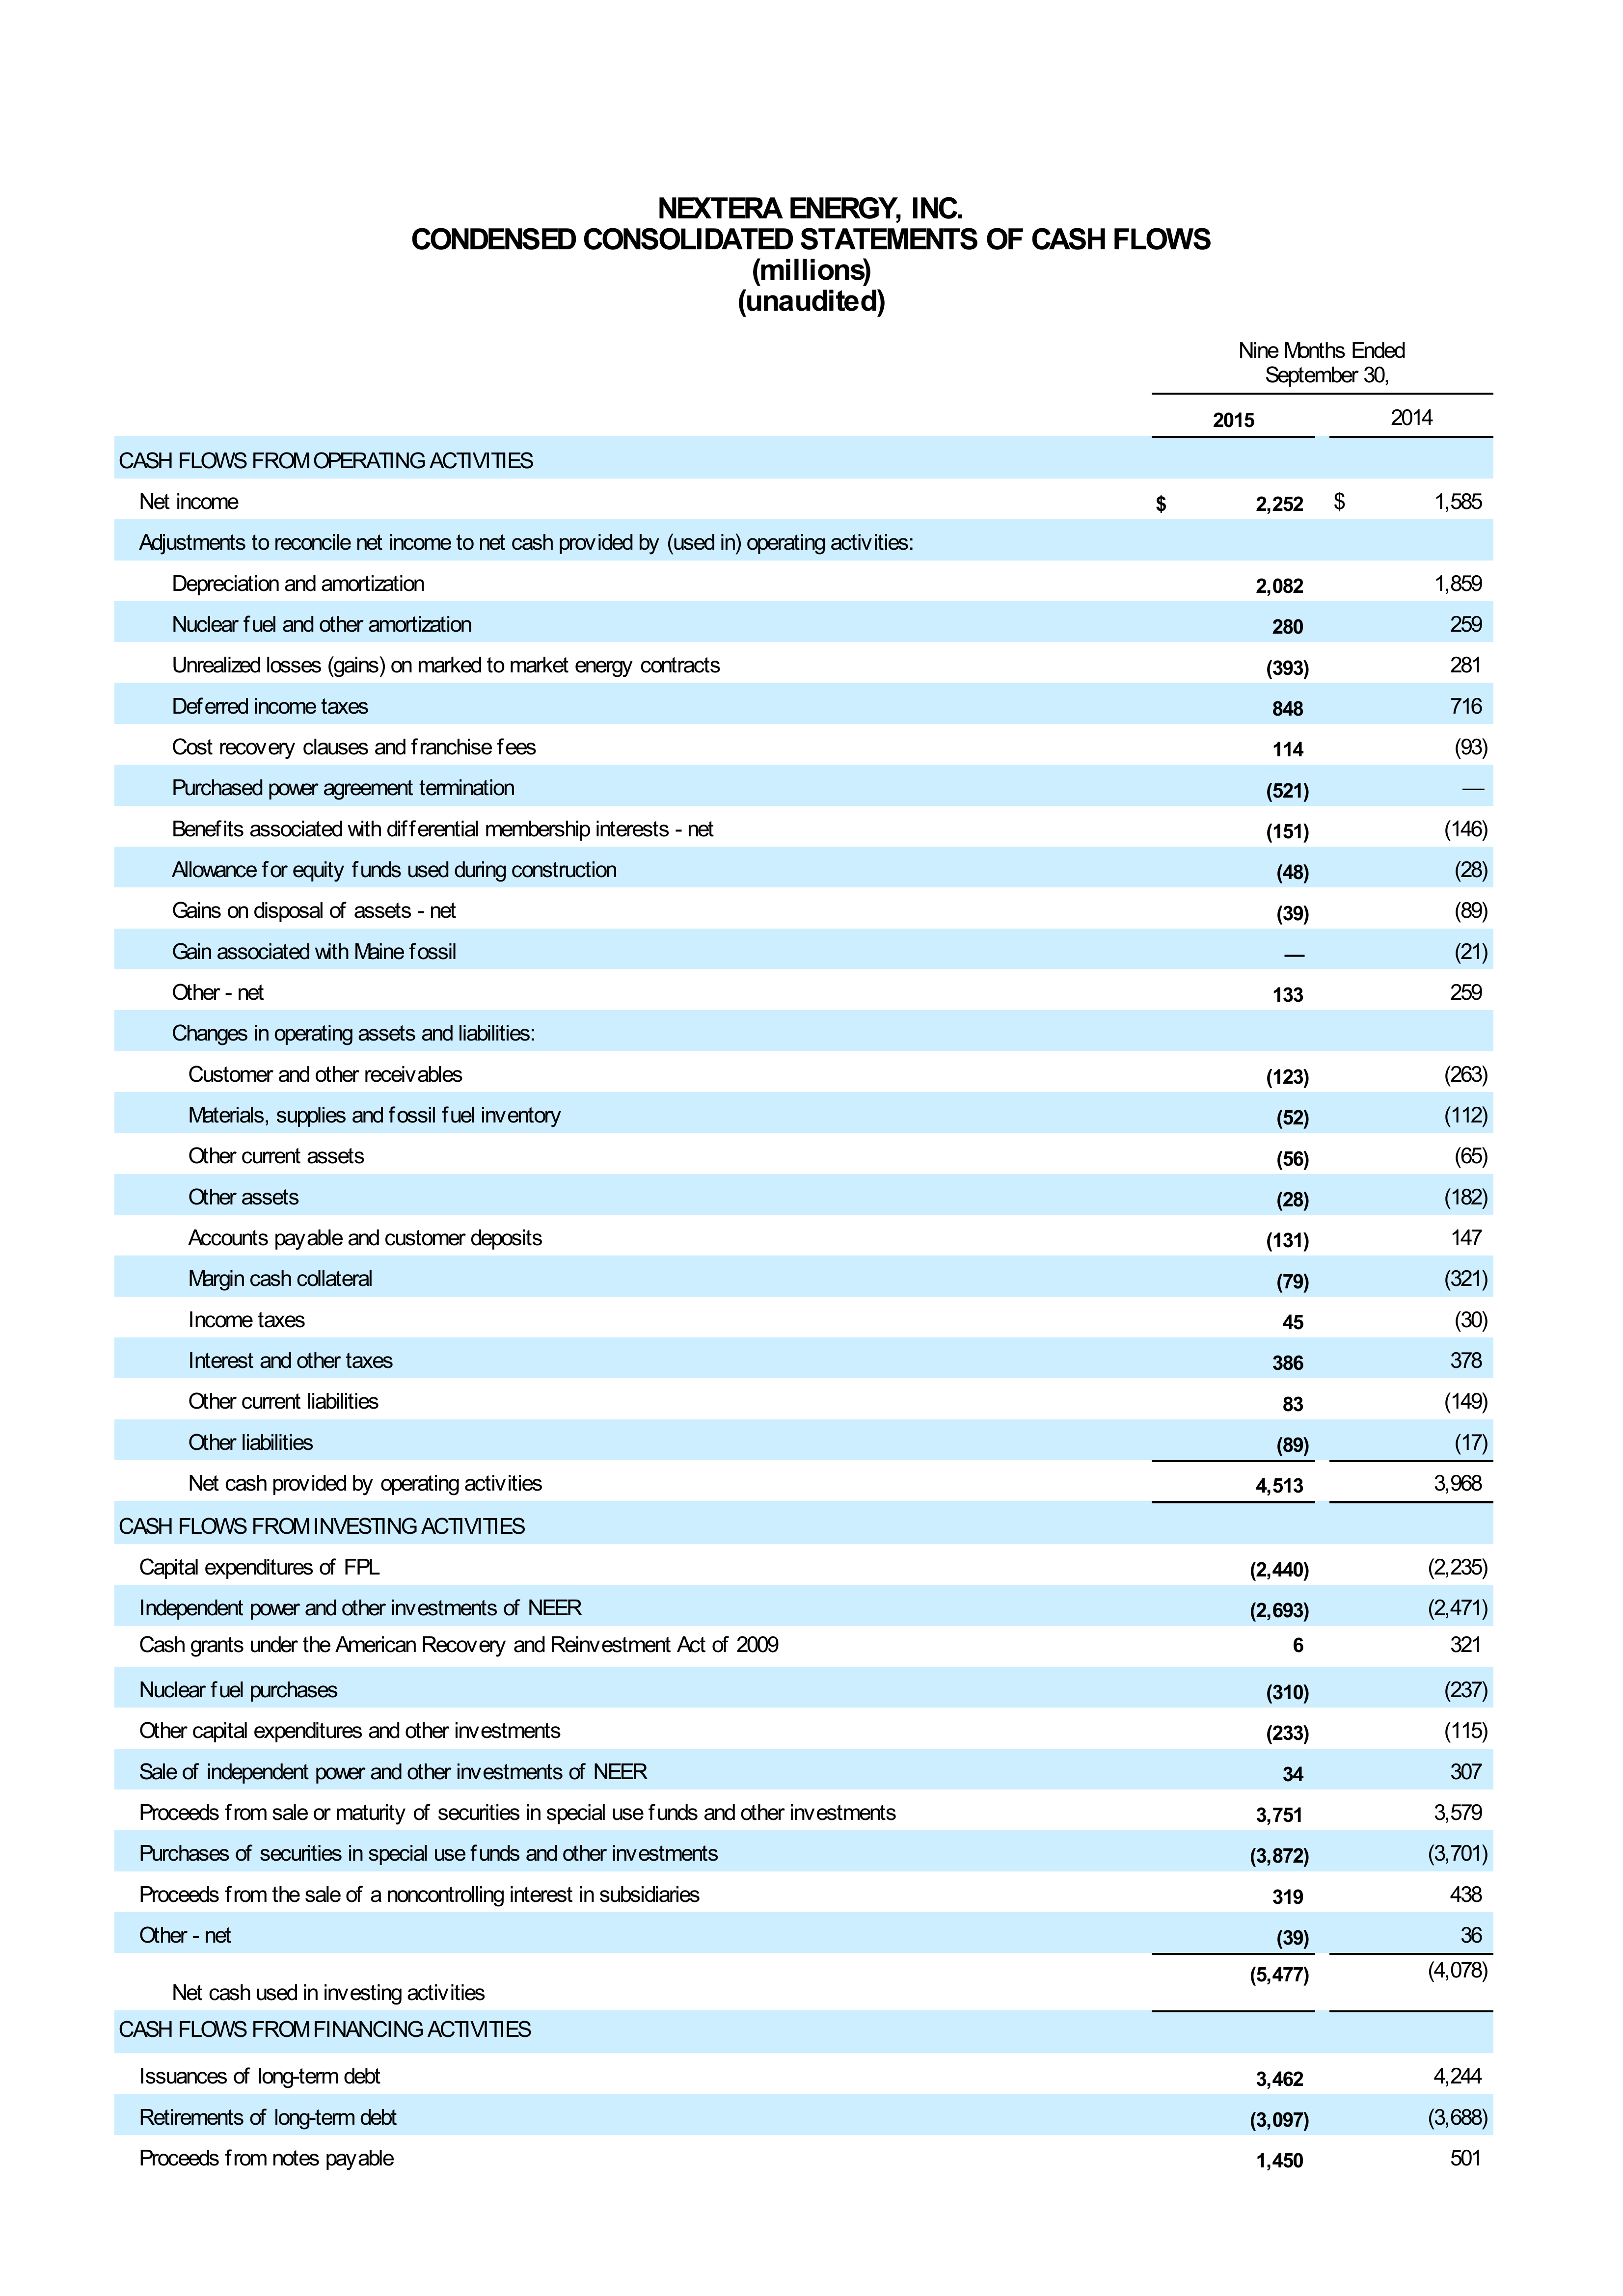 NEXTERA ENERGY, INC.
CONDENSED CONSOLIDATED STATEMENTS OF CASH FLOWS
(millions)
(unaudited)
Nine Months Ended
September 30,
2015 2014
CASH FLOWS FROM OPERATING ACTIVITIES
Net income $ 2,252 $ 1,585
Adjustments to reconcile net income to net cash provided by (used in) operating activities:
Depreciation and amortization 2,082 1,859
Nuclear fuel and other amortization 280 259
Unrealized losses (gains) on marked to market energy contracts (393) 281
Deferred income taxes 848 716
Cost recovery clauses and franchise fees 114 (93)
Purchased power agreement termination (521) —
Benefits associated with differential membership interests - net (151) (146)
Allowance for equity funds used during construction (48) (28)
Gains on disposal of assets - net (39) (89)
Gain associated with Maine fossil — (21)
Other - net 133 259
Changes in operating assets and liabilities:
Customer and other receivables (123) (263)
Materials, supplies and fossil fuel inventory (52) (112)
Other current assets (56) (65)
Other assets (28) (182)
Accounts payable and customer deposits (131) 147
Margin cash collateral (79) (321)
Income taxes 45 (30)
Interest and other taxes 386 378
Other current liabilities 83 (149)
Other liabilities (89) (17)
Net cash provided by operating activities 4,513 3,968
CASH FLOWS FROM INVESTING ACTIVITIES
Capital expenditures of FPL (2,440) (2,235)
Independent power and other investments of NEER (2,693) (2,471)
Cash grants under the American Recovery and Reinvestment Act of 2009 6 321
Nuclear fuel purchases (310) (237)
Other capital expenditures and other investments (233) (115)
Sale of independent power and other investments of NEER 34 307
Proceeds from sale or maturity of securities in special use funds and other investments 3,751 3,579
Purchases of securities in special use funds and other investments (3,872) (3,701)
Proceeds from the sale of a noncontrolling interest in subsidiaries 319 438
Other - net (39) 36
Net cash used in investing activities (5,477) (4,078)
CASH FLOWS FROM FINANCING ACTIVITIES
Issuances of long-term debt 3,462 4,244
Retirements of long-term debt (3,097) (3,688)
Proceeds from notes payable 1,450 501